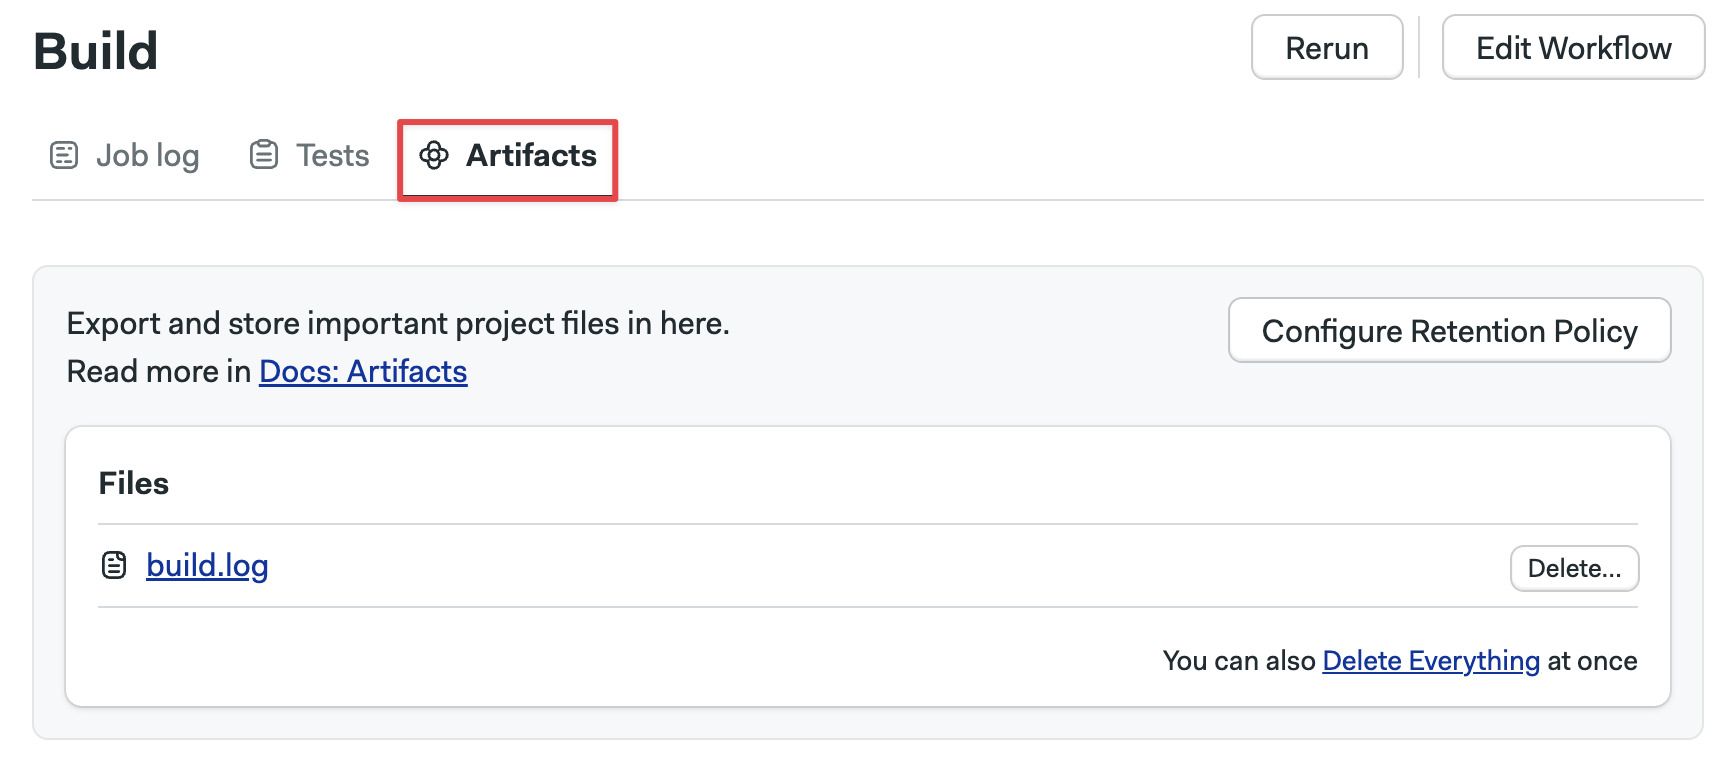 Build
Rerun
Edit Workflow
Job log
Tests
Artifacts
Export and store important project files in here.
Configure Retention Policy
Read more in Docs: Artifacts
Files
build.log
Delete...
You can also Delete Everything at once